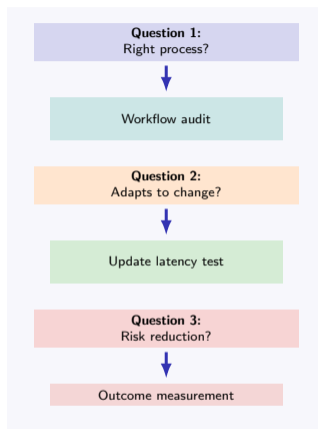 Question 1:
Right process?
Workflow audit
Question 2:
Adapts to change?
Update latency test
Question 3:
Risk reduction?
Outcome measurement